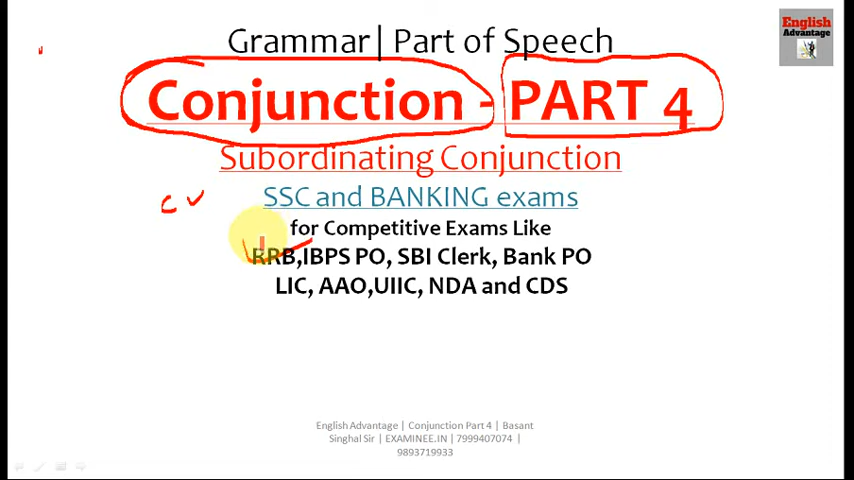 Grammar| Part of Speech
English
Advantage
Conjunction - PART 4
Subordinating Conjunction
SSC and BANKING exams
for Competitive Exams Like
RRB,IBPS PO, SBI Clerk, Bank PO
LIC, AAO,UIIC, NDA and CDS
English Advantage | Conjunction Part 4 | Basant
Singhal Sir | EXAMINEE.IN | 7999407074 |
9893719933